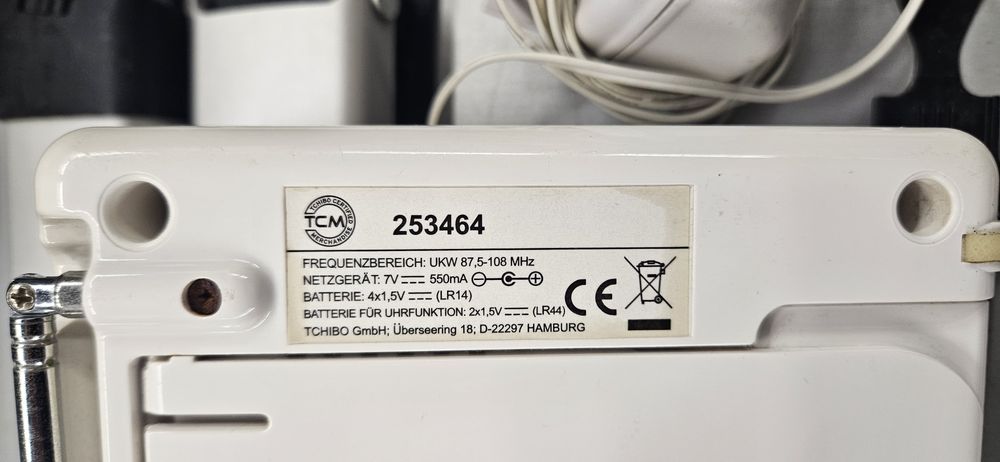 TCHIBO CERTIFIED
TCM
MERCHANDISE
253464
FREQUENZBEREICH: UKW 87,5-108 MHz
NETZGERÄT: 7V 550mA
BATTERIE: 4x1,5V (LR14)
BATTERIE FÜR UHRFUNKTION: 2x1,5V (LR44)
CE
TCHIBO GmbH; Überseering 18; D-22297 HAMBURG